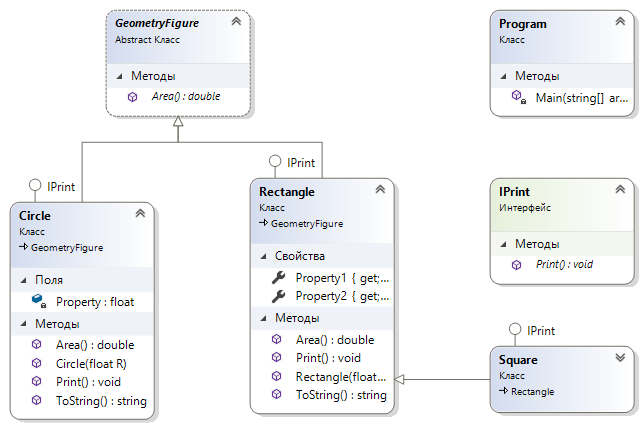 GeometryFigure
Abstract Класс
Методы
Area() : double
Program
Класс
Методы
Main(string[] ar...
IPrint
Circle
Класс
GeometryFigure
Поля
Property : float
Методы
Area() : double
Circle(float R)
Print() : void
ToString() : string
IPrint
Rectangle
Класс
GeometryFigure
Свойства
Property1 { get;...
Property2 { get;...
Методы
Area() : double
Print() : void
Rectangle(float...
ToString() : string
IPrint
Интерфейс
Методы
Print() : void
IPrint
Square
Класс
Rectangle